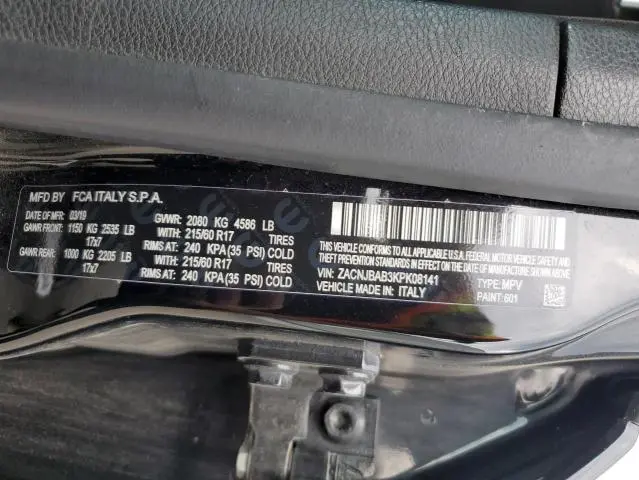 MFD BY FCA ITALY S.P.A.
DATE OF MFR: 03/19 GVWR: 2080 KG 4586 LB
GAWR FRONT: 1150 KG 2535 LB WITH: 215/60 R17 TIRES
17x7 RIMS AT: 240 KPA (35 PSI) COLD
GAWR REAR: 1000 KG 2205 LB WITH: 215/60 R17 TIRES
17x7 RIMS AT: 240 KPA (35 PSI) COLD
THIS VEHICLE CONFORMS TO ALL APPLICABLE U.S.A. FEDERAL MOTOR VEHICLE SAFETY, BUMPER AND
THEFT PREVENTION STANDARDS IN EFFECT ON THE DATE OF MANUFACTURE SHOWN ABOVE.
VIN: ZACNJBAB3KPK08141 TYPE: MPV
VEHICLE MADE IN: ITALY PAINT: 601